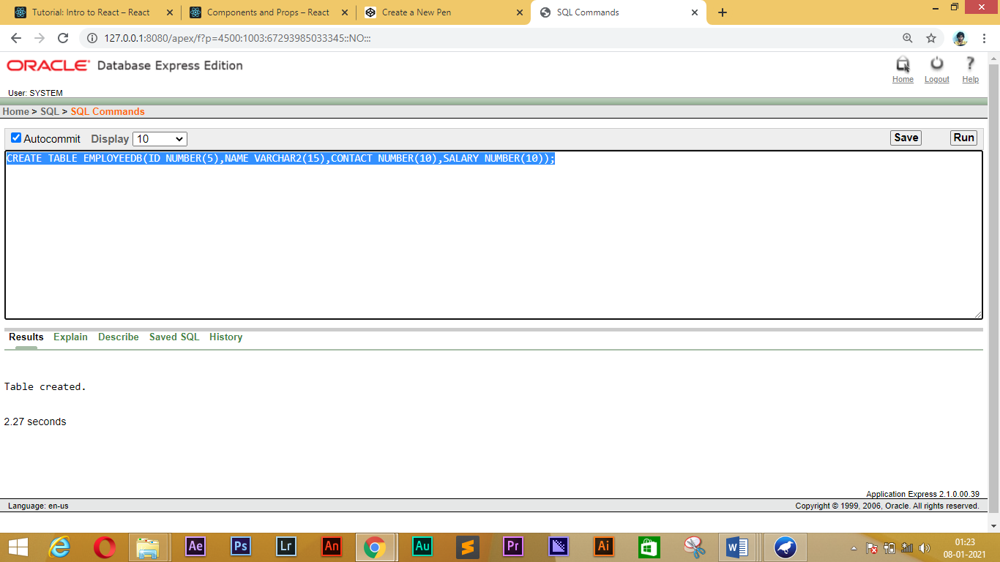 Tutorial: Intro to React – React
Components and Props – React
Create a New Pen
SQL Commands
127.0.0.1:8080/apex/f?p=4500:1003:67293985033345::NO:::
ORACLE Database Express Edition
Home Logout Help
User: SYSTEM
Home > SQL > SQL Commands
Autocommit Display 10 Save Run
CREATE TABLE EMPLOYEEDB(ID NUMBER(5),NAME VARCHAR2(15),CONTACT NUMBER(10),SALARY NUMBER(10));
Results Explain Describe Saved SQL History
Table created.
2.27 seconds
Application Express 2.1.0.00.39
Language: en-us
Copyright © 1999, 2006, Oracle. All rights reserved.
Ae Ps Lr An Au S Pr Ai W
01:23
08-01-2021